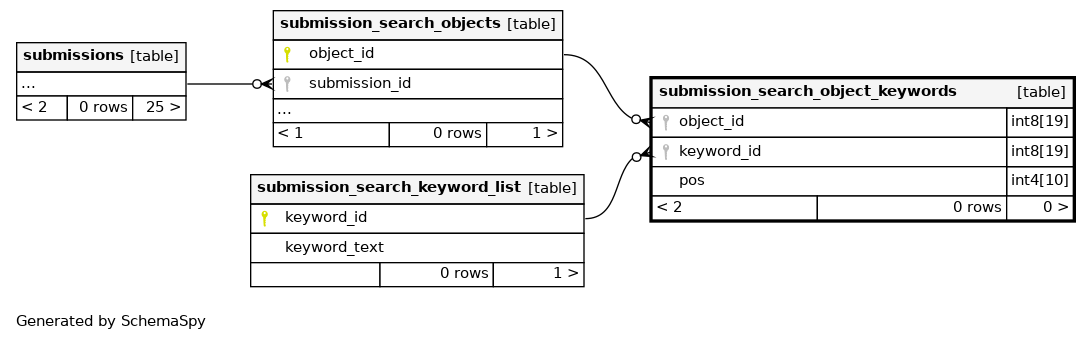 submissions [table]
...
< 2 0 rows 25 >
submission_search_objects [table]
object_id
submission_id
...
< 1 0 rows 1 >
submission_search_keyword_list [table]
keyword_id
keyword_text
0 rows 1 >
submission_search_object_keywords [table]
object_id int8[19]
keyword_id int8[19]
pos int4[10]
< 2 0 rows 0 >
Generated by SchemaSpy